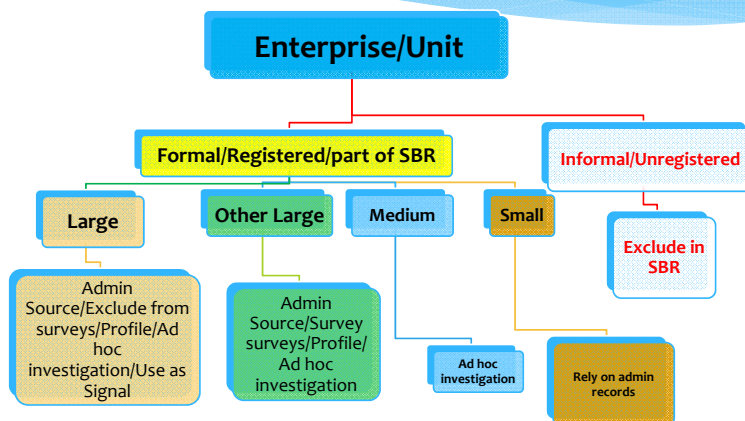 Enterprise/Unit
Formal/Registered/part of SBR
Informal/Unregistered
Large
Other Large
Medium
Small
Exclude in
SBR
Admin
Source/Exclude from
surveys/Profile/Ad
hoc
investigation/Use as
Signal
Admin
Source/Survey
surveys/Profile/
Ad hoc
investigation
Ad hoc
investigation
Rely on admin
records